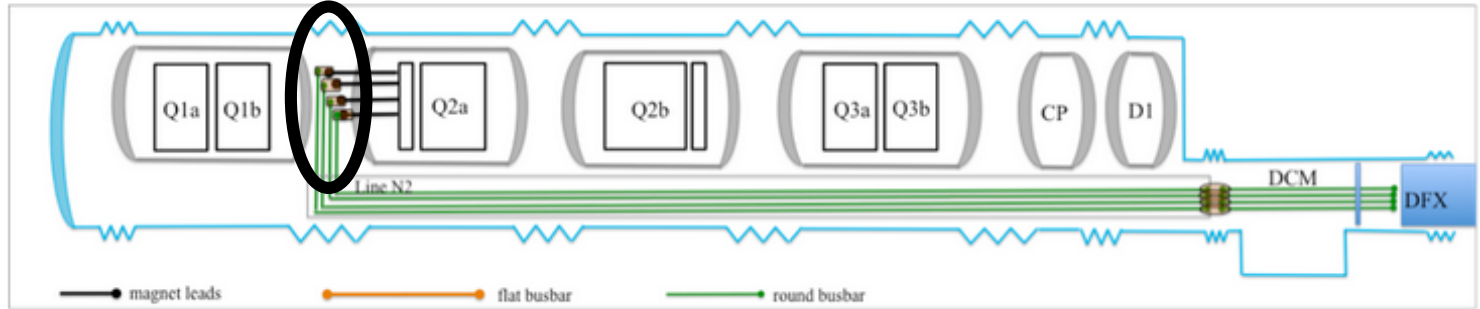 Q1a Q1b Q2a Q2b Q3a Q3b CP D1
Line N2 DCM
DFX
magnet leads flat busbar round busbar